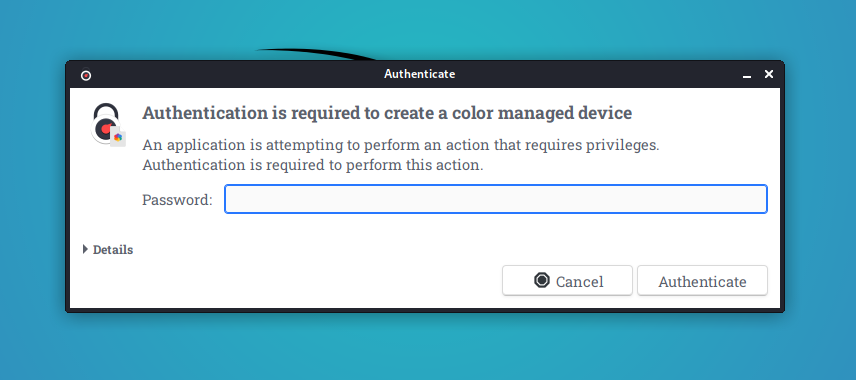 Authenticate
Authentication is required to create a color managed device
An application is attempting to perform an action that requires privileges.
Authentication is required to perform this action.
Password:
Details
Cancel
Authenticate